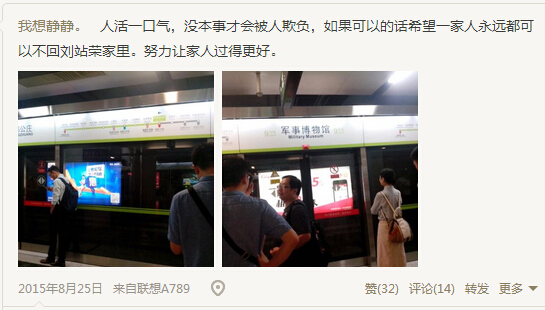 我想静静。 人活一口气，没本事才会被人欺负，如果可以的话希望一家人永远都可
以不回刘站荣家里。努力让家人过得更好。
公庄
军事博物馆
Military Museum
2015年8月25日 来自联想A789 赞(32) 评论(14) 转发 更多